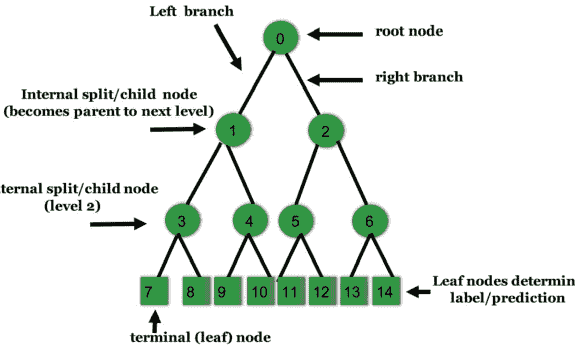 Left branch
0
root node
right branch
Internal split/child node
(becomes parent to next level)
1
2
nternal split/child node
(level 2)
3
4
5
6
7
8
9
10
11
12
13
14
Leaf nodes determin
label/prediction
terminal (leaf) node